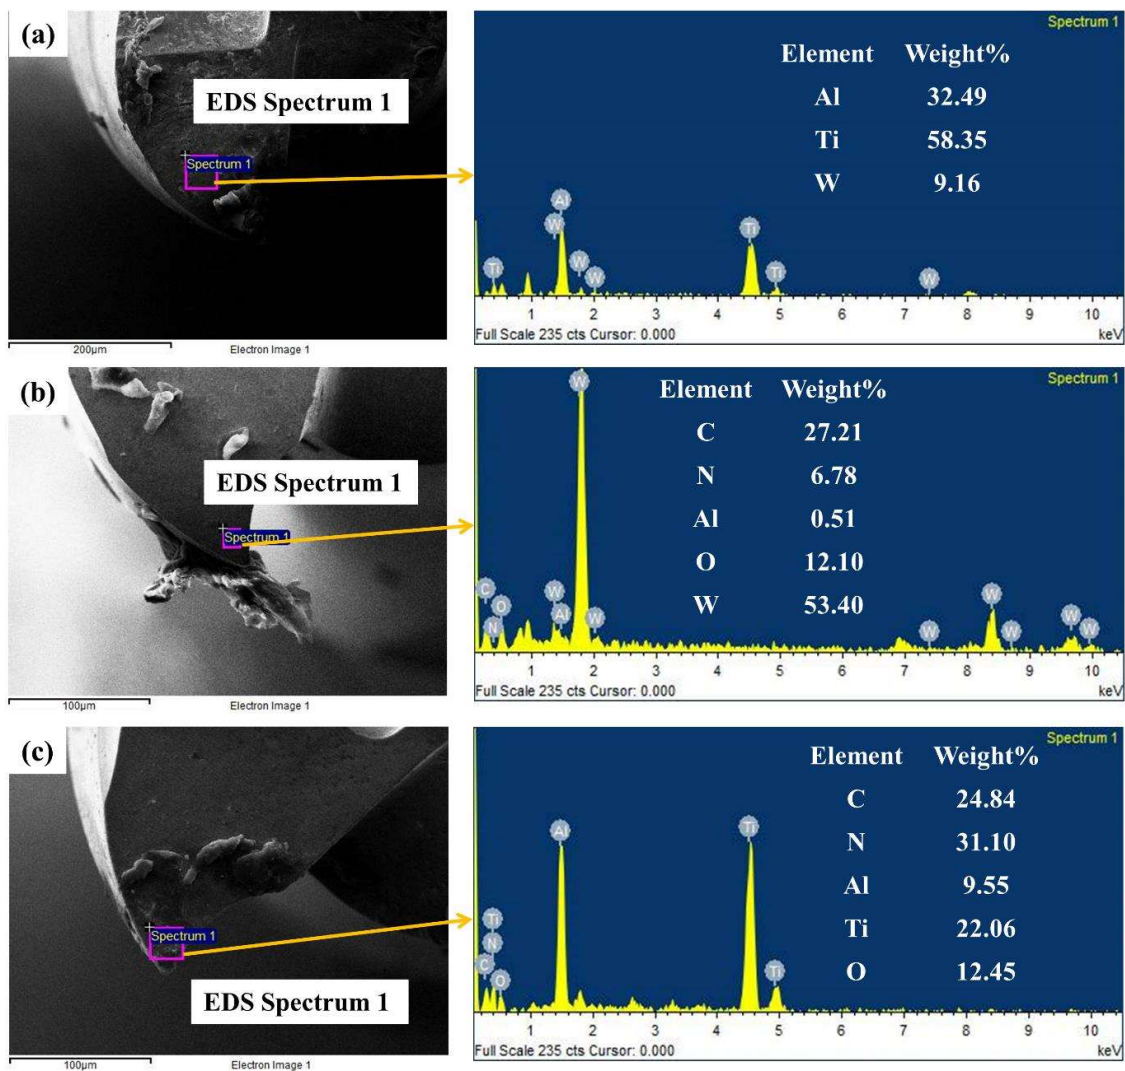 (a)
EDS Spectrum 1
Spectrum 1
200μm
Electron Image 1
Spectrum 1
Element Weight%
Al 32.49
Ti 58.35
W 9.16
Al
W
Ti
W
W
Ti
Ti
W
1 2 3 4 5 6 7 8 9 10
Full Scale 235 cts Cursor: 0.000
keV
(b)
EDS Spectrum 1
Spectrum 1
100μm
Electron Image 1
Spectrum 1
Element Weight%
C 27.21
N 6.78
Al 0.51
O 12.10
W 53.40
W
C
O
N
W
Al
W
W
W
W
W
W
1 2 3 4 5 6 7 8 9 10
Full Scale 235 cts Cursor: 0.000
keV
(c)
Spectrum 1
EDS Spectrum 1
100μm
Electron Image 1
Spectrum 1
Element Weight%
C 24.84
N 31.10
Al 9.55
Ti 22.06
O 12.45
Al
Ti
Ti
N
C
O
Ti
1 2 3 4 5 6 7 8 9 10
Full Scale 235 cts Cursor: 0.000
keV